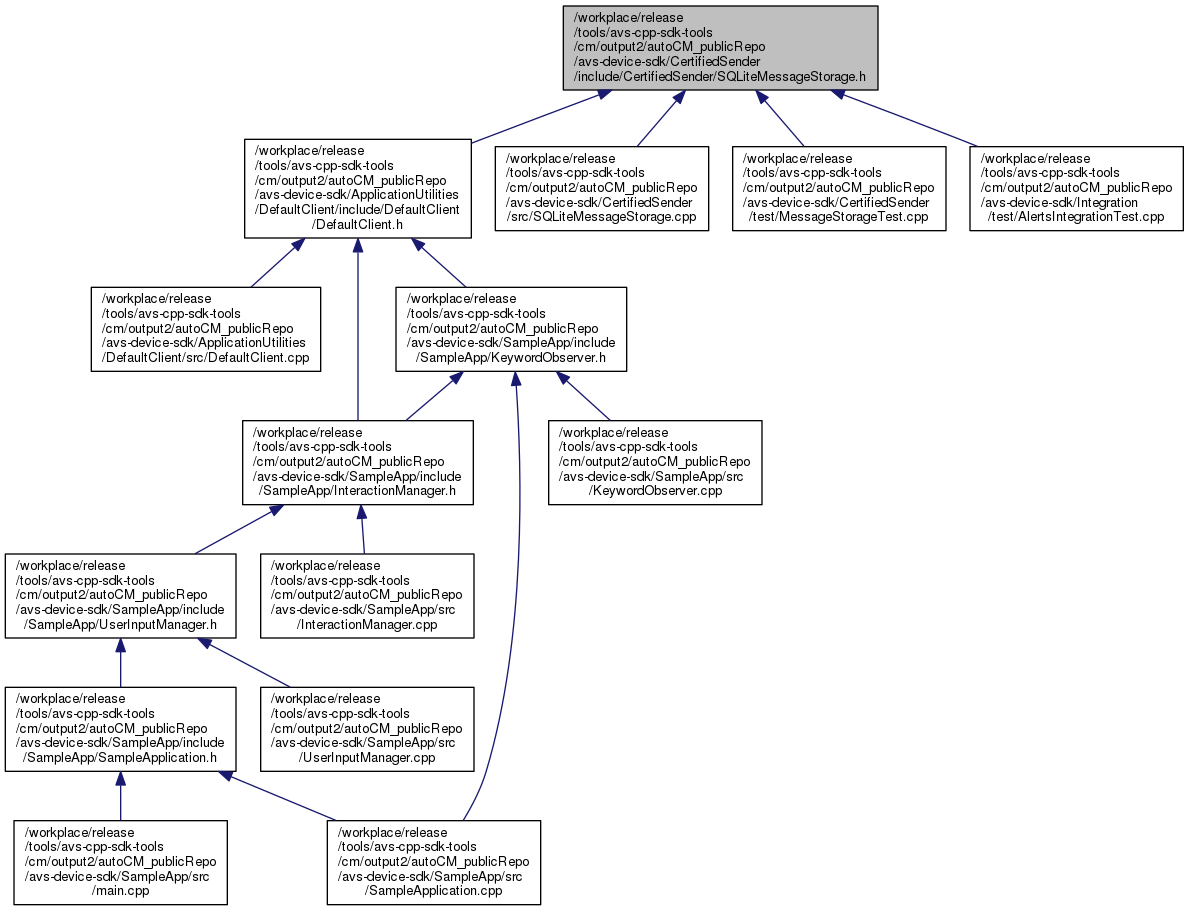 /workplace/release
/tools/avs-cpp-sdk-tools
/cm/output2/autoCM_publicRepo
/avs-device-sdk/CertifiedSender
/include/CertifiedSender/SQLiteMessageStorage.h
/workplace/release
/tools/avs-cpp-sdk-tools
/cm/output2/autoCM_publicRepo
/avs-device-sdk/ApplicationUtilities
/DefaultClient/include/DefaultClient
/DefaultClient.h
/workplace/release
/tools/avs-cpp-sdk-tools
/cm/output2/autoCM_publicRepo
/avs-device-sdk/CertifiedSender
/src/SQLiteMessageStorage.cpp
/workplace/release
/tools/avs-cpp-sdk-tools
/cm/output2/autoCM_publicRepo
/avs-device-sdk/CertifiedSender
/test/MessageStorageTest.cpp
/workplace/release
/tools/avs-cpp-sdk-tools
/cm/output2/autoCM_publicRepo
/avs-device-sdk/Integration
/test/AlertsIntegrationTest.cpp
/workplace/release
/tools/avs-cpp-sdk-tools
/cm/output2/autoCM_publicRepo
/avs-device-sdk/ApplicationUtilities
/DefaultClient/src/DefaultClient.cpp
/workplace/release
/tools/avs-cpp-sdk-tools
/cm/output2/autoCM_publicRepo
/avs-device-sdk/SampleApp/include
/SampleApp/KeywordObserver.h
/workplace/release
/tools/avs-cpp-sdk-tools
/cm/output2/autoCM_publicRepo
/avs-device-sdk/SampleApp/include
/SampleApp/InteractionManager.h
/workplace/release
/tools/avs-cpp-sdk-tools
/cm/output2/autoCM_publicRepo
/avs-device-sdk/SampleApp/src
/KeywordObserver.cpp
/workplace/release
/tools/avs-cpp-sdk-tools
/cm/output2/autoCM_publicRepo
/avs-device-sdk/SampleApp/include
/SampleApp/UserInputManager.h
/workplace/release
/tools/avs-cpp-sdk-tools
/cm/output2/autoCM_publicRepo
/avs-device-sdk/SampleApp/src
/InteractionManager.cpp
/workplace/release
/tools/avs-cpp-sdk-tools
/cm/output2/autoCM_publicRepo
/avs-device-sdk/SampleApp/include
/SampleApp/SampleApplication.h
/workplace/release
/tools/avs-cpp-sdk-tools
/cm/output2/autoCM_publicRepo
/avs-device-sdk/SampleApp/src
/UserInputManager.cpp
/workplace/release
/tools/avs-cpp-sdk-tools
/cm/output2/autoCM_publicRepo
/avs-device-sdk/SampleApp/src
/main.cpp
/workplace/release
/tools/avs-cpp-sdk-tools
/cm/output2/autoCM_publicRepo
/avs-device-sdk/SampleApp/src
/SampleApplication.cpp